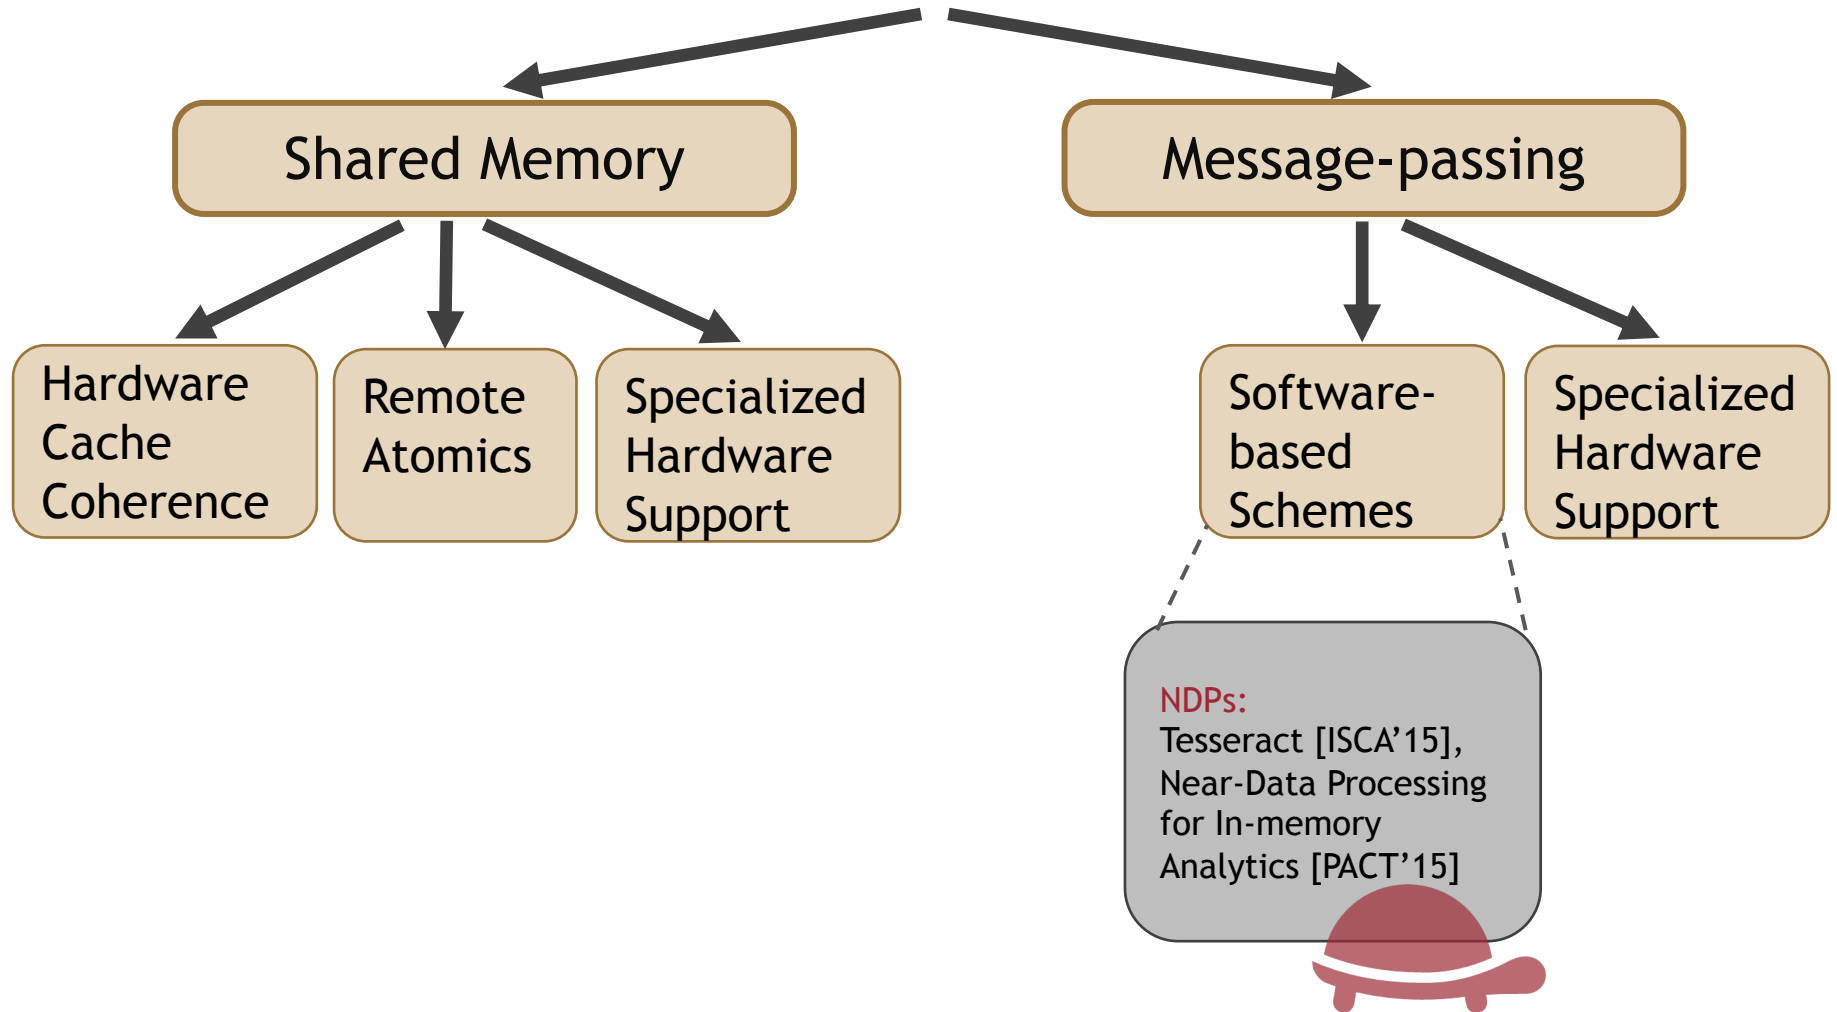 Shared Memory
Message-passing
Hardware
Cache
Coherence
Remote
Atomics
Specialized
Hardware
Support
Software-
based
Schemes
Specialized
Hardware
Support
NDPs:
Tesseract [ISCA’15],
Near-Data Processing
for In-memory
Analytics [PACT’15]